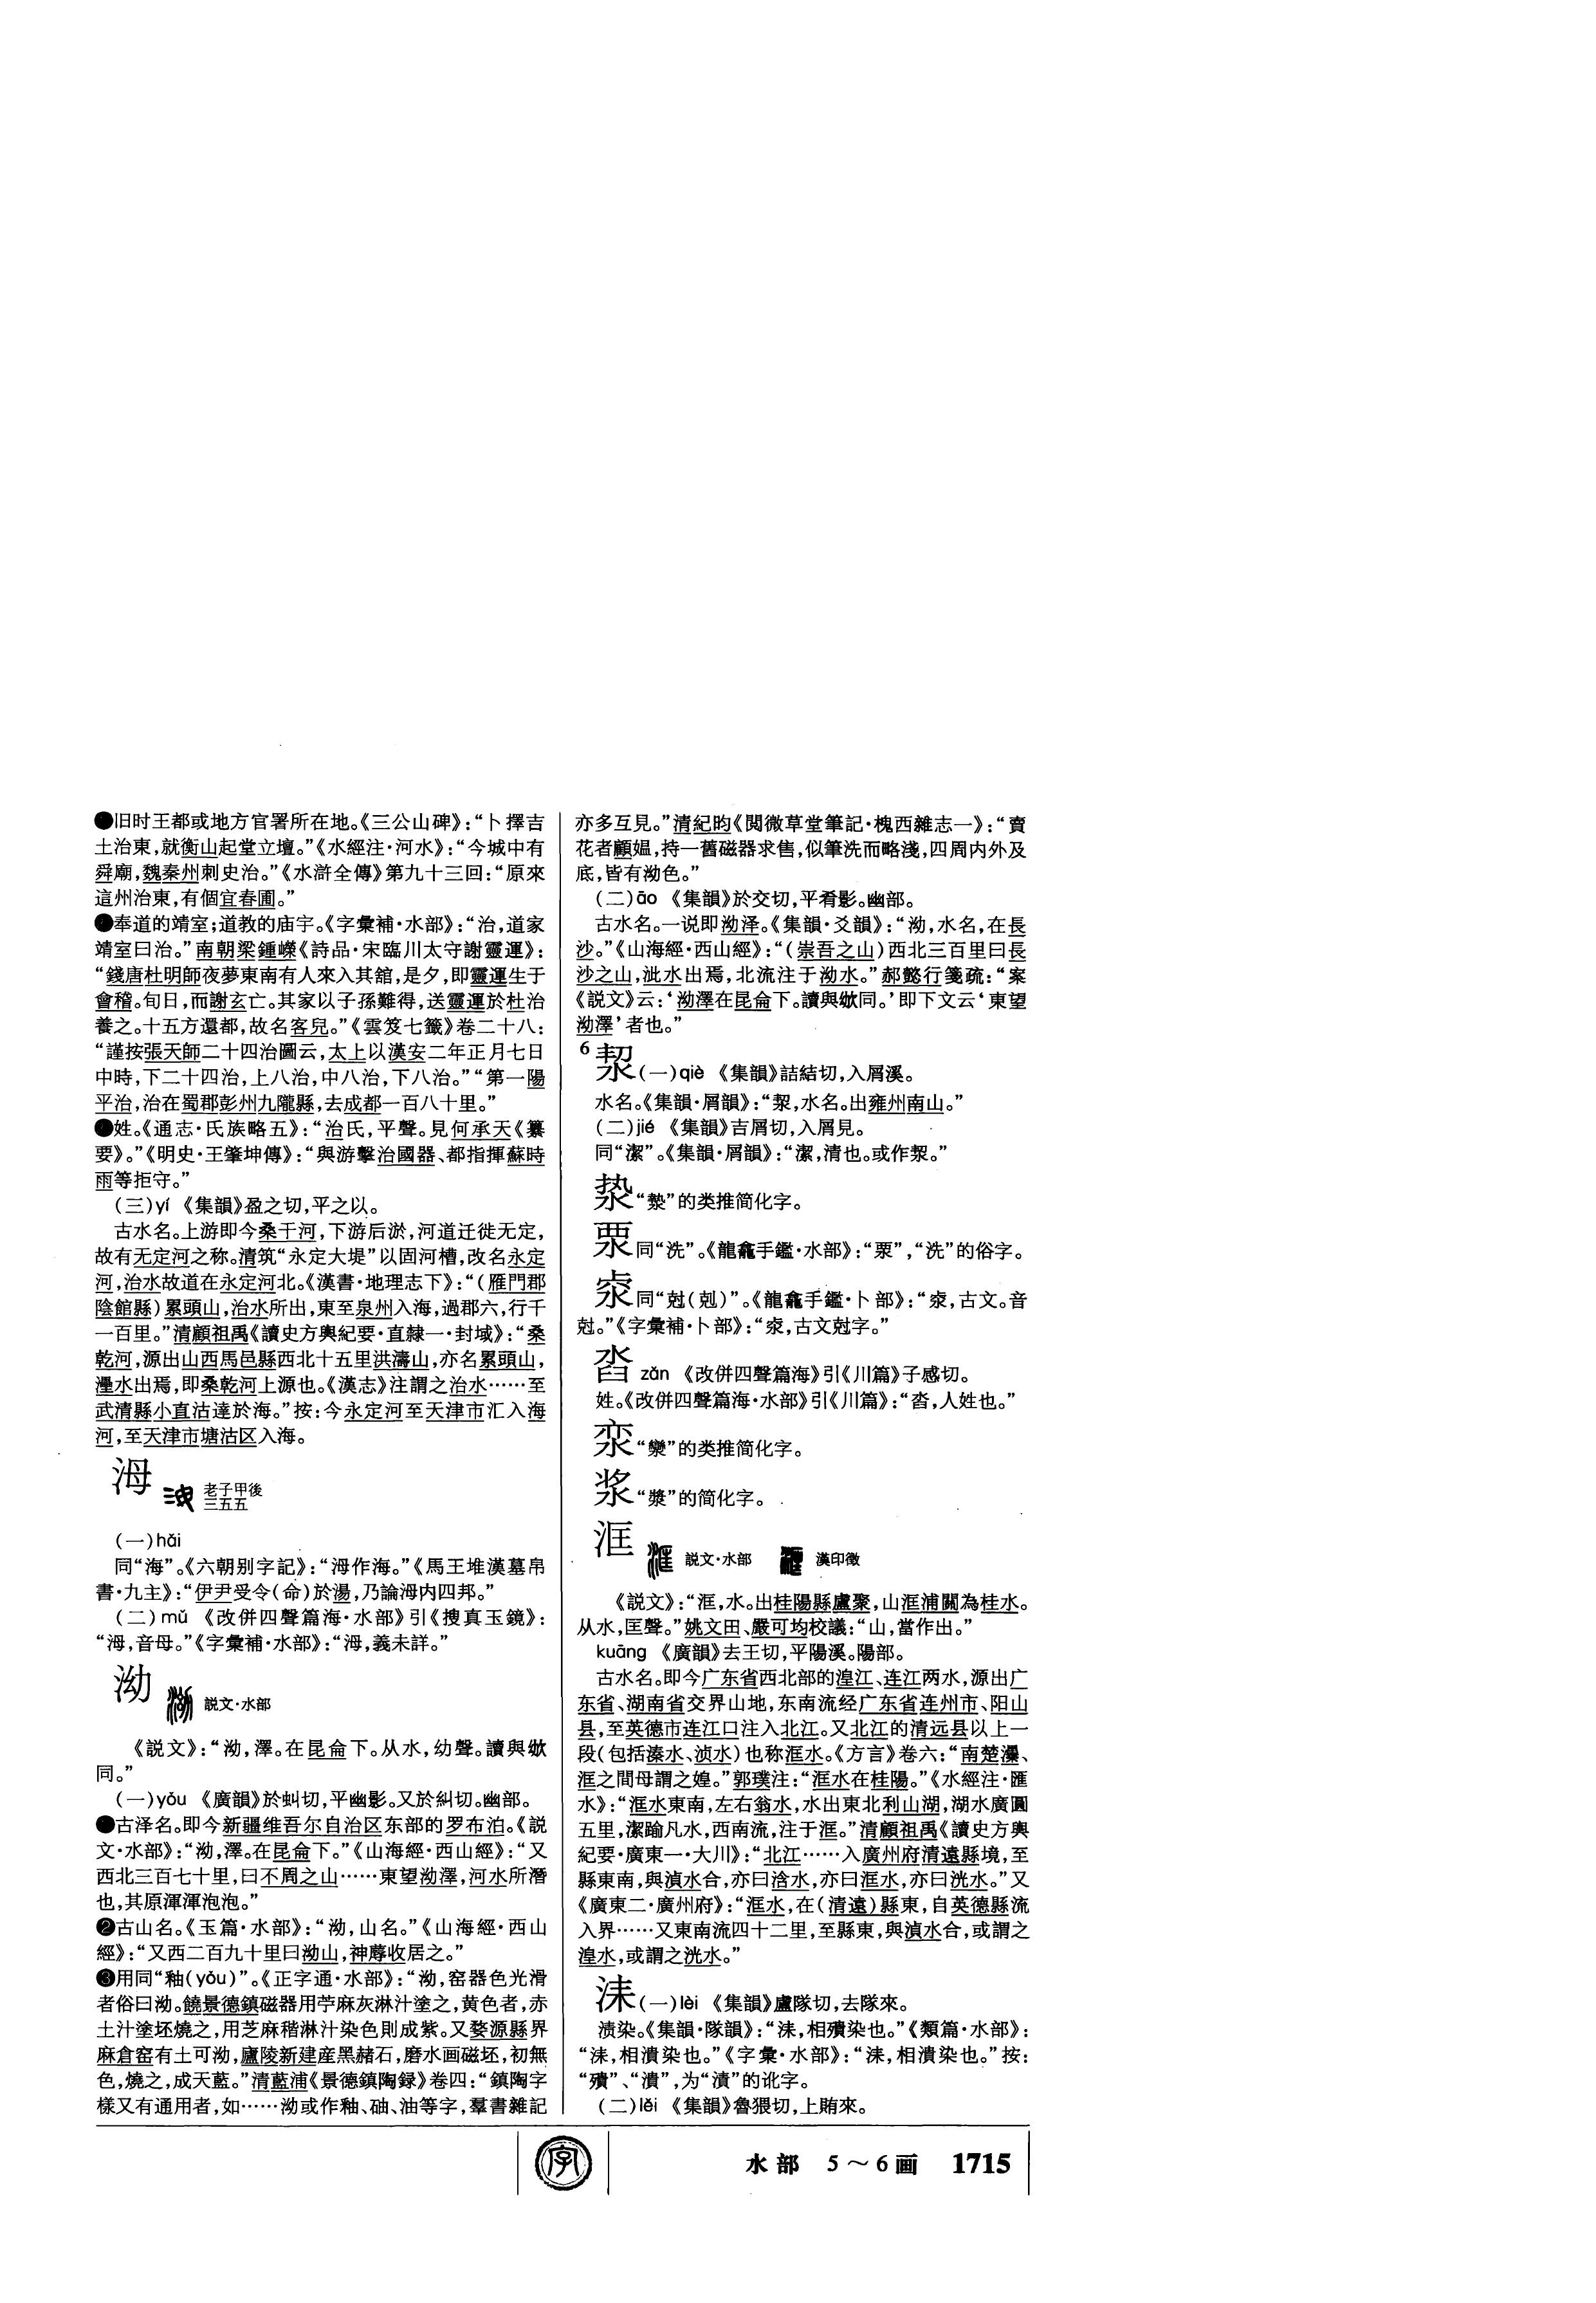 ●旧时王都或地方官署所在地。《三公山碑》：“卜擇吉
土治東，就衡山起堂立壇。”《水經注·河水》：“今城中有
舜廟，魏秦州刺史治。”《水滸全傳》第九十三回：“原來
這州治東，有個宜春圃。”
●奉道的靖室；道教的庙宇。《字彙補·水部》：“治，道家
靖室曰治。”南朝梁鍾嶸《詩品·宋臨川太守謝靈運》：
“錢唐杜明師夜夢東南有人來入其舘，是夕，即靈運生于
會稽。旬日，而謝玄亡。其家以子孫難得，送靈運於杜治
養之。十五方還都，故名客兒。”《雲笈七籤》卷二十八：
“謹按張天師二十四治圖云，太上以漢安二年正月七日
中時，下二十四治，上八治，中八治，下八治。”“第一陽
平治，治在蜀郡彭州九隴縣，去成都一百八十里。”
●姓。《通志·氏族略五》：“治氏，平聲。見何承天《纂
要》。”《明史·王肇坤傳》：“與游擊治國器、都指揮蘇時
雨等拒守。”
（三）yí 《集韻》盈之切，平之以。
古水名。上游即今桑干河，下游后淤，河道迁徙无定，
故有无定河之称。清筑“永定大堤”以固河槽，改名永定
河，治水故道在永定河北。《漢書·地理志下》：“（雁門郡
陰館縣）累頭山，治水所出，東至泉州入海，過郡六，行千
一百里。”清顧祖禹《讀史方輿紀要·直隸一·封域》：“桑
乾河，源出山西馬邑縣西北十五里洪濤山，亦名累頭山，
灅水出焉，即桑乾河上源也。《漢志》注謂之治水……至
武清縣小直沽達於海。”按：今永定河至天津市汇入海
河，至天津市塘沽区入海。
㳇 老子甲後
三五五
（一）hǎi
同“海”。《六朝别字記》：“㳇作海。”《馬王堆漢墓帛
書·九主》：“伊尹受令（命）於湯，乃論㳇内四邦。”
（二）mǔ 《改併四聲篇海·水部》引《搜真玉鏡》：
“㳇，音母。”《字彙補·水部》：“㳇，義未詳。”
泑 説文·水部
《説文》：“泑，澤。在昆侖下。从水，幼聲。讀與㕭
同。”
（一）yǒu 《廣韻》於虯切，平幽影。又於糾切。幽部。
●古泽名。即今新疆维吾尔自治区东部的罗布泊。《説
文·水部》：“泑，澤。在昆侖下。”《山海經·西山經》：“又
西北三百七十里，曰不周之山……東望泑澤，河水所潛
也，其原渾渾泡泡。”
❷古山名。《玉篇·水部》：“泑，山名。”《山海經·西山
經》：“又西二百九十里曰泑山，神蓐收居之。”
❸用同“釉（yǒu）”。《正字通·水部》：“泑，窑器色光滑
者俗曰泑。饒景德鎮磁器用苧麻灰淋汁塗之，黄色者，赤
土汁塗坯燒之，用芝麻稭淋汁染色則成紫。又婺源縣界
麻倉窑有土可泑，廬陵新建産黑赭石，磨水画磁坯，初無
色，燒之，成天藍。”清藍浦《景德鎮陶録》卷四：“鎮陶字
樣又有通用者，如……泑或作釉、硇、油等字，羣書雜記
亦多互見。”清紀昀《閲微草堂筆記·槐西雜志一》：“賣
花者顧媪，持一舊磁器求售，似筆洗而略淺，四周内外及
底，皆有泑色。”
（二）āo 《集韻》於交切，平肴影。幽部。
古水名。一说即泑泽。《集韻·爻韻》：“泑，水名，在長
沙。”《山海經·西山經》：“（崇吾之山）西北三百里曰長
沙之山，泚水出焉，北流注于泑水。”郝懿行箋疏：“案
《説文》云：‘泑澤在昆侖下。讀與㕭同。’即下文云‘東望
泑澤’者也。”
6 洯（一）qiè 《集韻》詰結切，入屑溪。
水名。《集韻·屑韻》：“洯，水名。出雍州南山。”
（二）jié 《集韻》吉屑切，入屑見。
同“潔”。《集韻·屑韻》：“潔，清也。或作洯。”
“漐”的类推简化字。
同“洗”。《龍龕手鑑·水部》：“”，“洗”的俗字。
同“尅（剋）”。《龍龕手鑑·卜部》：“，古文。音
尅。”《字彙補·卜部》：“，古文尅字。”
zǎn 《改併四聲篇海》引《川篇》子感切。
姓。《改併四聲篇海·水部》引《川篇》：“，人姓也。”
“灓”的类推简化字。
浆 “漿”的简化字。
洭 説文·水部 漢印徵
《説文》：“洭，水。出桂陽縣盧聚，山洭浦關為桂水。
从水，匡聲。”姚文田、嚴可均校議：“山，當作出。”
kuāng 《廣韻》去王切，平陽溪。陽部。
古水名。即今广东省西北部的湟江、连江两水，源出广
东省、湖南省交界山地，东南流经广东省连州市、阳山
县，至英德市连江口注入北江。又北江的清远县以上一
段（包括溱水、浈水）也称洭水。《方言》卷六：“南楚瀑、
洭之間母謂之媓。”郭璞注：“洭水在桂陽。”《水經注·匯
水》：“洭水東南，左右翁水，水出東北利山湖，湖水廣圓
五里，潔踰凡水，西南流，注于洭。”清顧祖禹《讀史方輿
紀要·廣東一·大川》：“北江……入廣州府清遠縣境，至
縣東南，與湞水合，亦曰浛水，亦曰洭水，亦曰洸水。”又
《廣東二·廣州府》：“洭水，在（清遠）縣東，自英德縣流
入界……又東南流四十二里，至縣東，與湞水合，或謂之
湟水，或謂之洸水。”
洡（一）lèi 《集韻》盧隊切，去隊來。
渍染。《集韻·隊韻》：“洡，相殨染也。”《類篇·水部》：
“洡，相潰染也。”《字彙·水部》：“洡，相潰染也。”按：
“殨”、“潰”，为“漬”的讹字。
（二）lěi 《集韻》魯猥切，上賄來。
字
水部 5～6画 1715